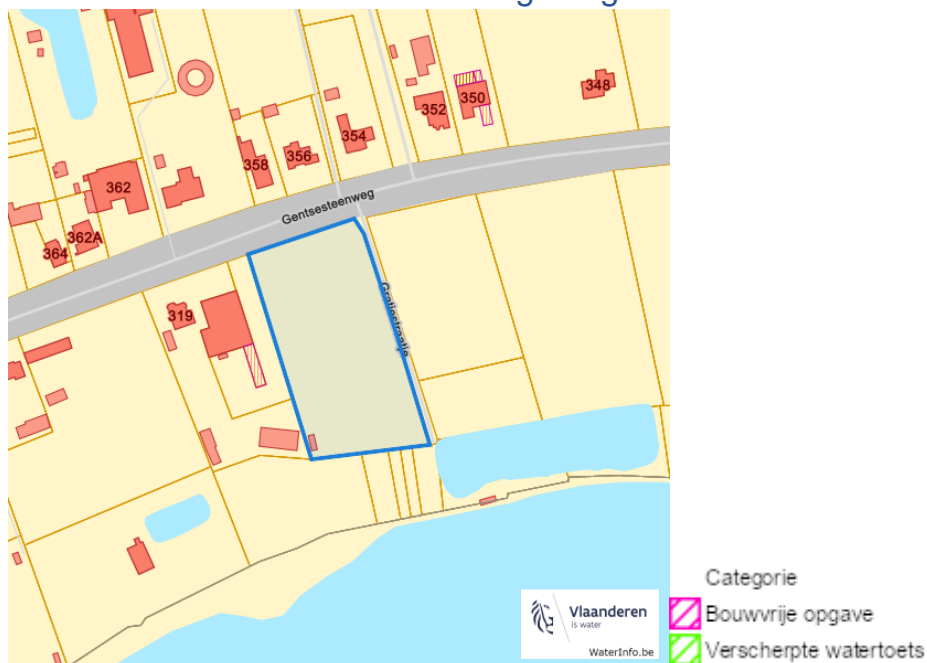 348
350
352
354
356
358
362
Gentsesteenweg
362A
364
Gratiestraatje
319
Vlaanderen
is water
WaterInfo.be
Categorie
Bouwvrije opgave
Verscherpte watertoets